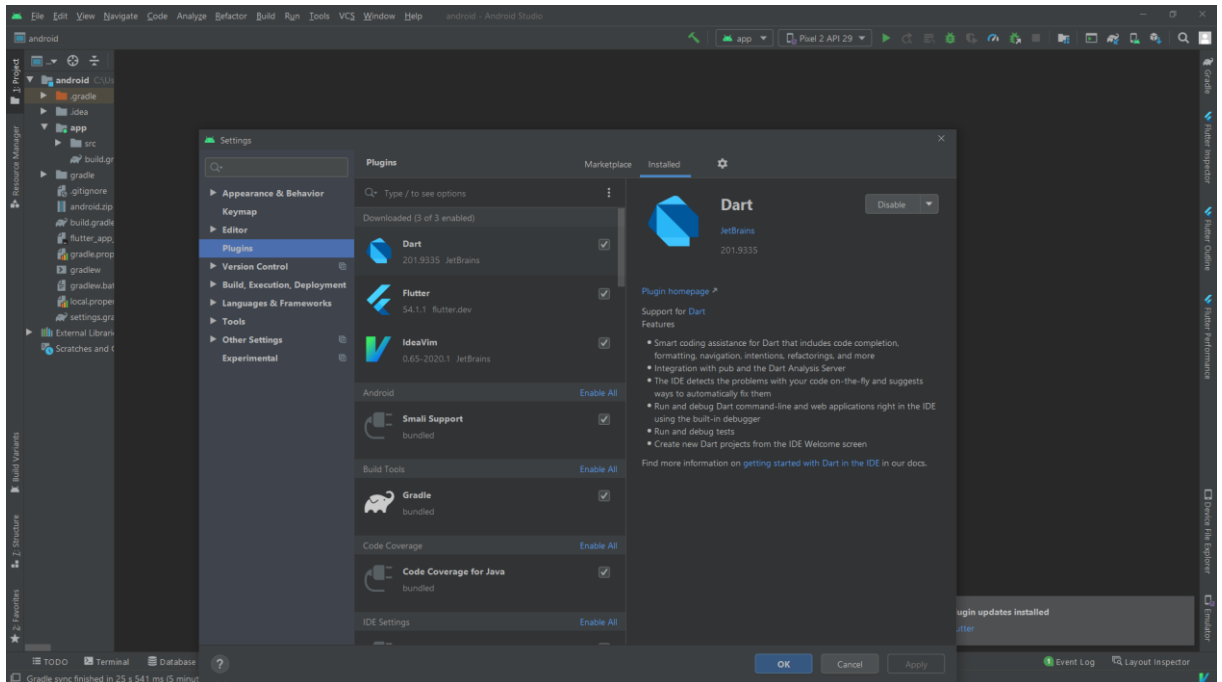 File Edit View Navigate Code Analyze Refactor Build Run Tools VCS Window Help android - Android Studio
android
app
Pixel 2 API 29
1: Project
Resource Manager
Build Variants
Z: Structure
2: Favorites
android C:\Us
.gradle
.idea
app
src
build.gr
gradle
.gitignore
android.zip
build.gradle
flutter_app_
gradle.prop
gradlew
gradlew.bat
local.proper
settings.gra
External Librari
Scratches and C
Settings
Appearance & Behavior
Keymap
Editor
Plugins
Version Control
Build, Execution, Deployment
Languages & Frameworks
Tools
Other Settings
Experimental
Plugins
Marketplace
Installed
Type / to see options
Downloaded (3 of 3 enabled)
Dart
201.9335 JetBrains
Flutter
54.1.1 flutter.dev
IdeaVim
0.65-2020.1 JetBrains
Android Enable All
Smali Support
bundled
Build Tools Enable All
Gradle
bundled
Code Coverage Enable All
Code Coverage for Java
bundled
IDE Settings Enable All
Dart
Disable
JetBrains
201.9335
Plugin homepage
Support for Dart
Features
Smart coding assistance for Dart that includes code completion,
formatting, navigation, intentions, refactorings, and more
Integration with pub and the Dart Analysis Server
The IDE detects the problems with your code on-the-fly and suggests
ways to automatically fix them
Run and debug Dart command-line and web applications right in the IDE
using the built-in debugger
Run and debug tests
Create new Dart projects from the IDE Welcome screen
Find more information on getting started with Dart in the IDE in our docs.
?
OK
Cancel
Apply
lugin updates installed
utter
Gradle
Flutter Inspector
Flutter Outline
Flutter Performance
Device File Explorer
Emulator
TODO
Terminal
Database
1 Event Log
Layout Inspector
Gradle sync finished in 25 s 541 ms (5 minut